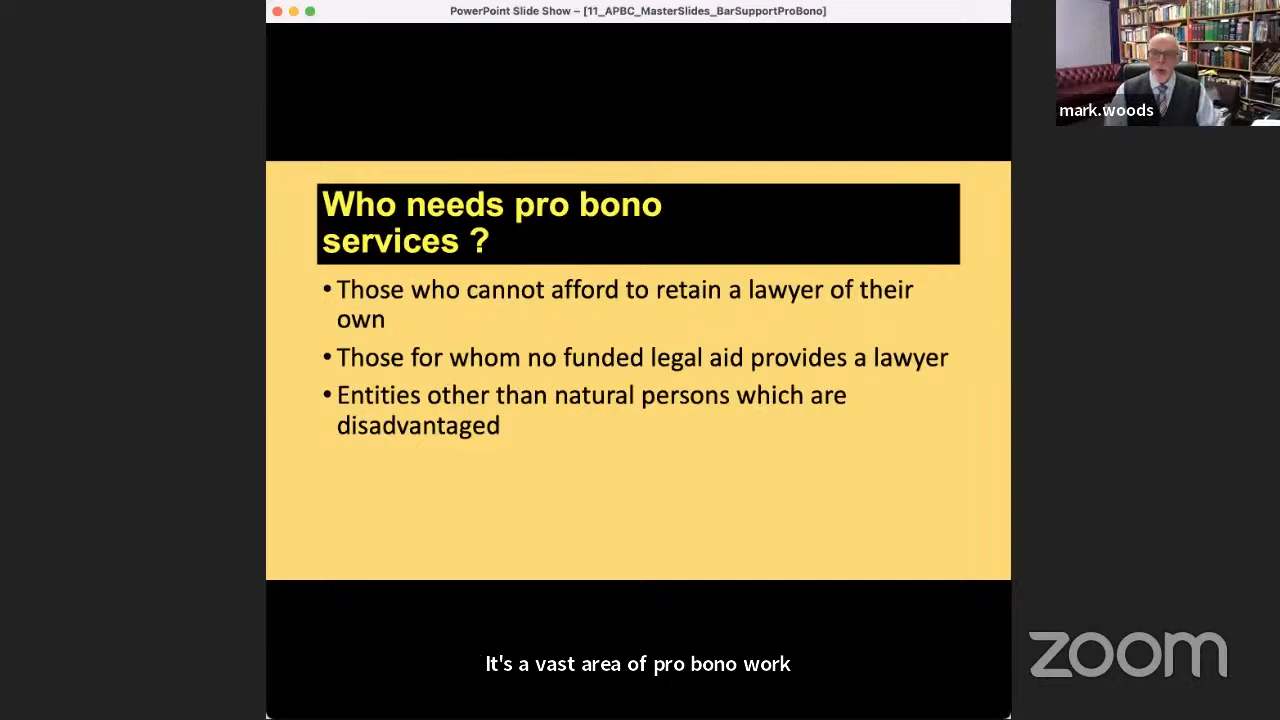 PowerPoint Slide Show – [11_APBC_MasterSlides_BarSupportProBono]
mark.woods
Who needs pro bono
services ?
• Those who cannot afford to retain a lawyer of their
own
• Those for whom no funded legal aid provides a lawyer
• Entities other than natural persons which are
disadvantaged
It's a vast area of pro bono work
zoom